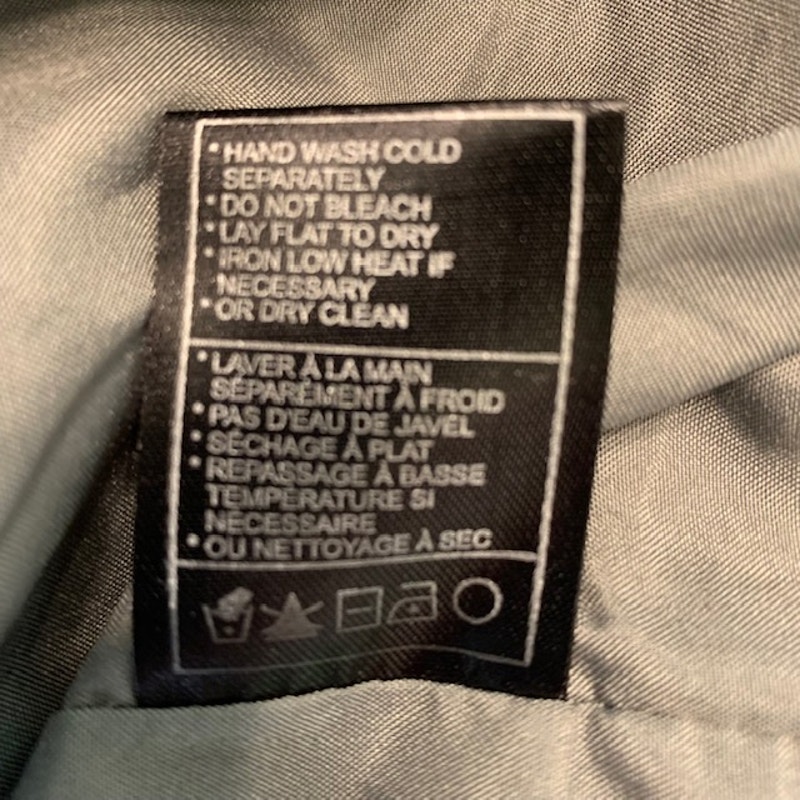 • HAND WASH COLD
SEPARATELY
• DO NOT BLEACH
• LAY FLAT TO DRY
• IRON LOW HEAT IF
NECESSARY
• OR DRY CLEAN
• LAVER À LA MAIN
SÉPARÉMENT À FROID
• PAS D'EAU DE JAVEL
• SÉCHAGE À PLAT
• REPASSAGE À BASSE
TEMPÉRATURE SI
NÉCESSAIRE
• OU NETTOYAGE À SEC